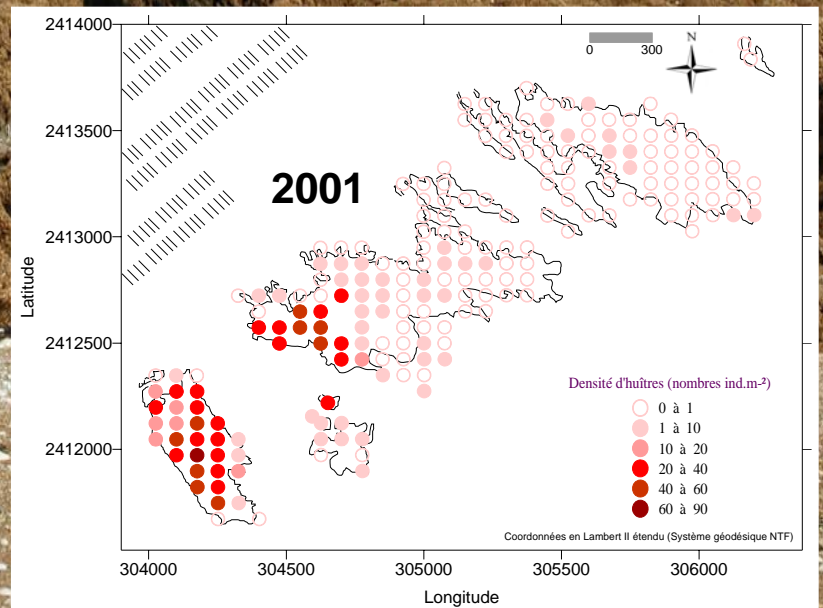 2414000
2413500
2413000
2412500
2412000
Latitude
304000 304500 305000 305500 306000
Longitude
2001
0 300
N
Densité d'huîtres (nombres ind.m-²)
0 à 1
1 à 10
10 à 20
20 à 40
40 à 60
60 à 90
Coordonnées en Lambert II étendu (Système géodésique NTF)